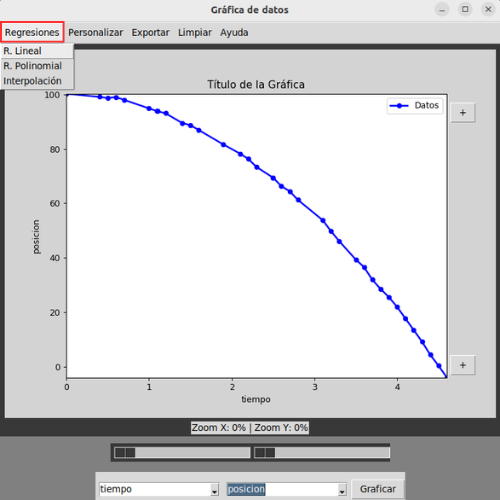 Gráfica de datos
Regresiones Personalizar Exportar Limpiar Ayuda
R. Lineal
R. Polinomial
Interpolación
Título de la Gráfica
Datos
+
100
80
60
40
20
0
posicion
+
0 1 2 3 4
tiempo
Zoom X: 0% | Zoom Y: 0%
tiempo posicion Graficar